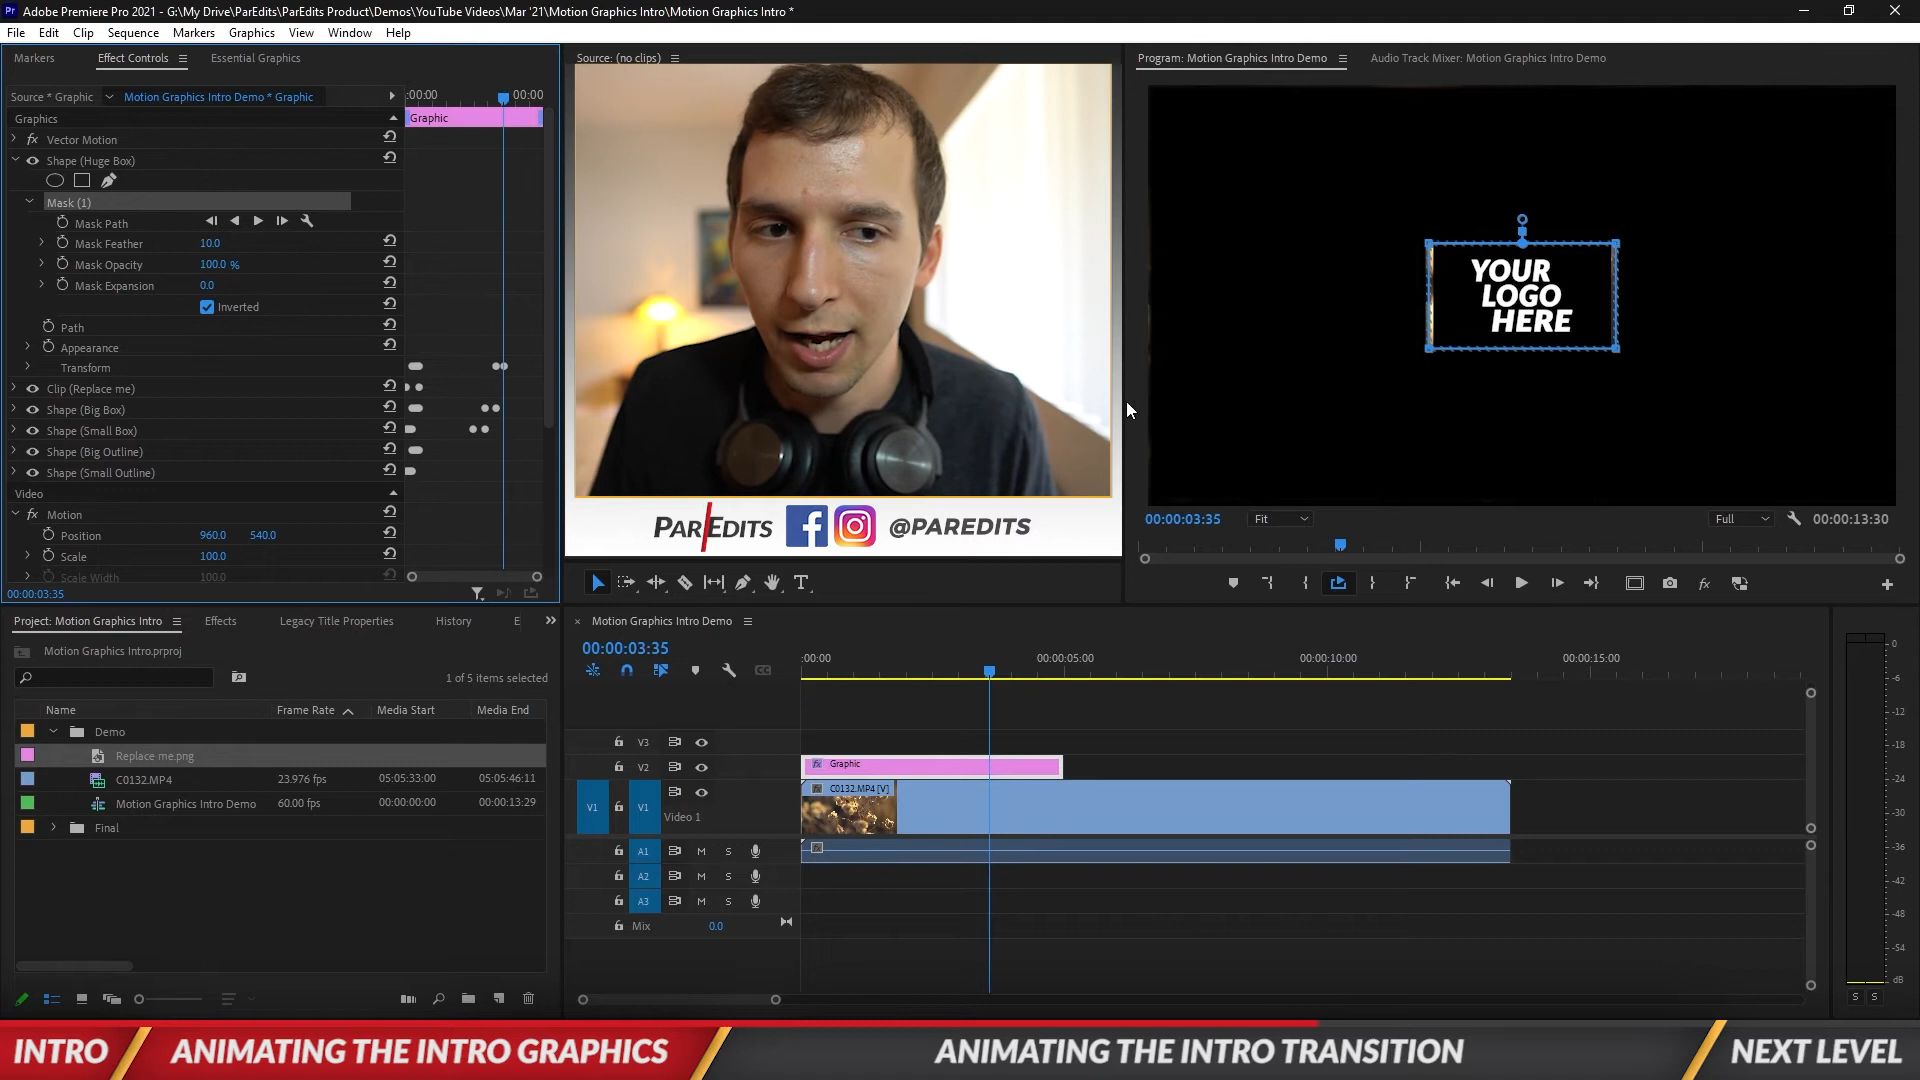 Pr Adobe Premiere Pro 2021 - G:\My Drive\ParEdits\ParEdits Product\Demos\YouTube Videos\Mar '21\Motion Graphics Intro\Motion Graphics Intro *
File Edit Clip Sequence Markers Graphics View Window Help
Markers Effect Controls Essential Graphics
Source * Graphic Motion Graphics Intro Demo * Graphic
:00:00 00:00
Graphic
Graphics
fx Vector Motion
Shape (Huge Box)
Mask (1)
Mask Path
Mask Feather 10.0
Mask Opacity 100.0 %
Mask Expansion 0.0
Inverted
Path
Appearance
Transform
Clip (Replace me)
Shape (Big Box)
Shape (Small Box)
Shape (Big Outline)
Shape (Small Outline)
Video
fx Motion
Position 960.0 540.0
Scale 100.0
Scale Width 100.0
00:00:03:35
Source: (no clips)
PAREDITS f @PAREDITS
Program: Motion Graphics Intro Demo Audio Track Mixer: Motion Graphics Intro Demo
YOUR
LOGO
HERE
00:00:03:35 Fit Full 00:00:13:30
Project: Motion Graphics Intro Effects Legacy Title Properties History E
Motion Graphics Intro.prproj
1 of 5 items selected
Name Frame Rate Media Start Media End
Demo
Replace me.png
C0132.MP4 23.976 fps 05:05:33:00 05:05:46:11
Motion Graphics Intro Demo 60.00 fps 00:00:00:00 00:00:13:29
Final
Motion Graphics Intro Demo
00:00:03:35
:00:00 00:00:05:00 00:00:10:00 00:00:15:00
V3
V2 fx Graphic
V1 V1 Video 1 fx C0132.MP4 [V]
A1 M S fx
A2 M S
A3 M S
Mix 0.0
0
-6
-12
-18
-24
-30
-36
-42
-48
-54
dB
S S
INTRO ANIMATING THE INTRO GRAPHICS ANIMATING THE INTRO TRANSITION NEXT LEVEL